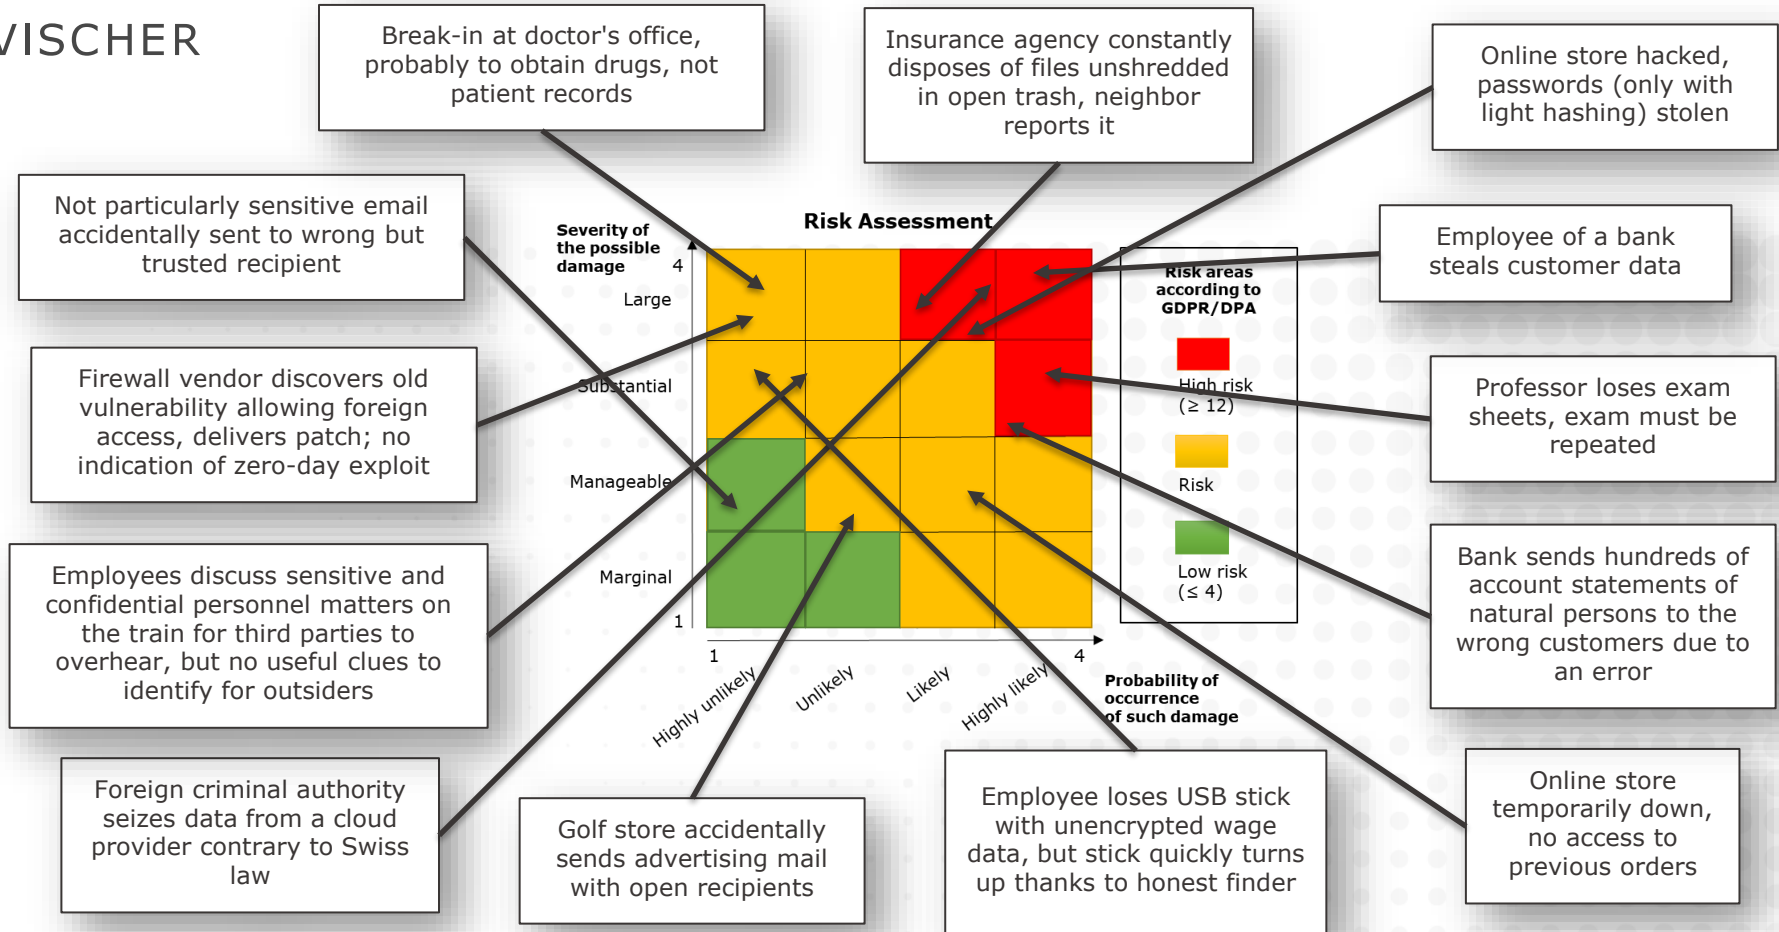 VISCHER
Break-in at doctor's office,
probably to obtain drugs, not
patient records
Insurance agency constantly
disposes of files unshredded
in open trash, neighbor
reports it
Online store hacked,
passwords (only with
light hashing) stolen
Not particularly sensitive email
accidentally sent to wrong but
trusted recipient
Employee of a bank
steals customer data
Firewall vendor discovers old
vulnerability allowing foreign
access, delivers patch; no
indication of zero-day exploit
Professor loses exam
sheets, exam must be
repeated
Employees discuss sensitive and
confidential personnel matters on
the train for third parties to
overhear, but no useful clues to
identify for outsiders
Bank sends hundreds of
account statements of
natural persons to the
wrong customers due to
an error
Foreign criminal authority
seizes data from a cloud
provider contrary to Swiss
law
Golf store accidentally
sends advertising mail
with open recipients
Employee loses USB stick
with unencrypted wage
data, but stick quickly turns
up thanks to honest finder
Online store
temporarily down,
no access to
previous orders
Risk Assessment
Severity of
the possible
damage
4
Large
Substantial
Manageable
Marginal
1
1
4
Highly unlikely
Unlikely
Likely
Highly likely
Probability of
occurrence
of such damage
Risk areas
according to
GDPR/DPA
High risk
(≥ 12)
Risk
Low risk
(≤ 4)